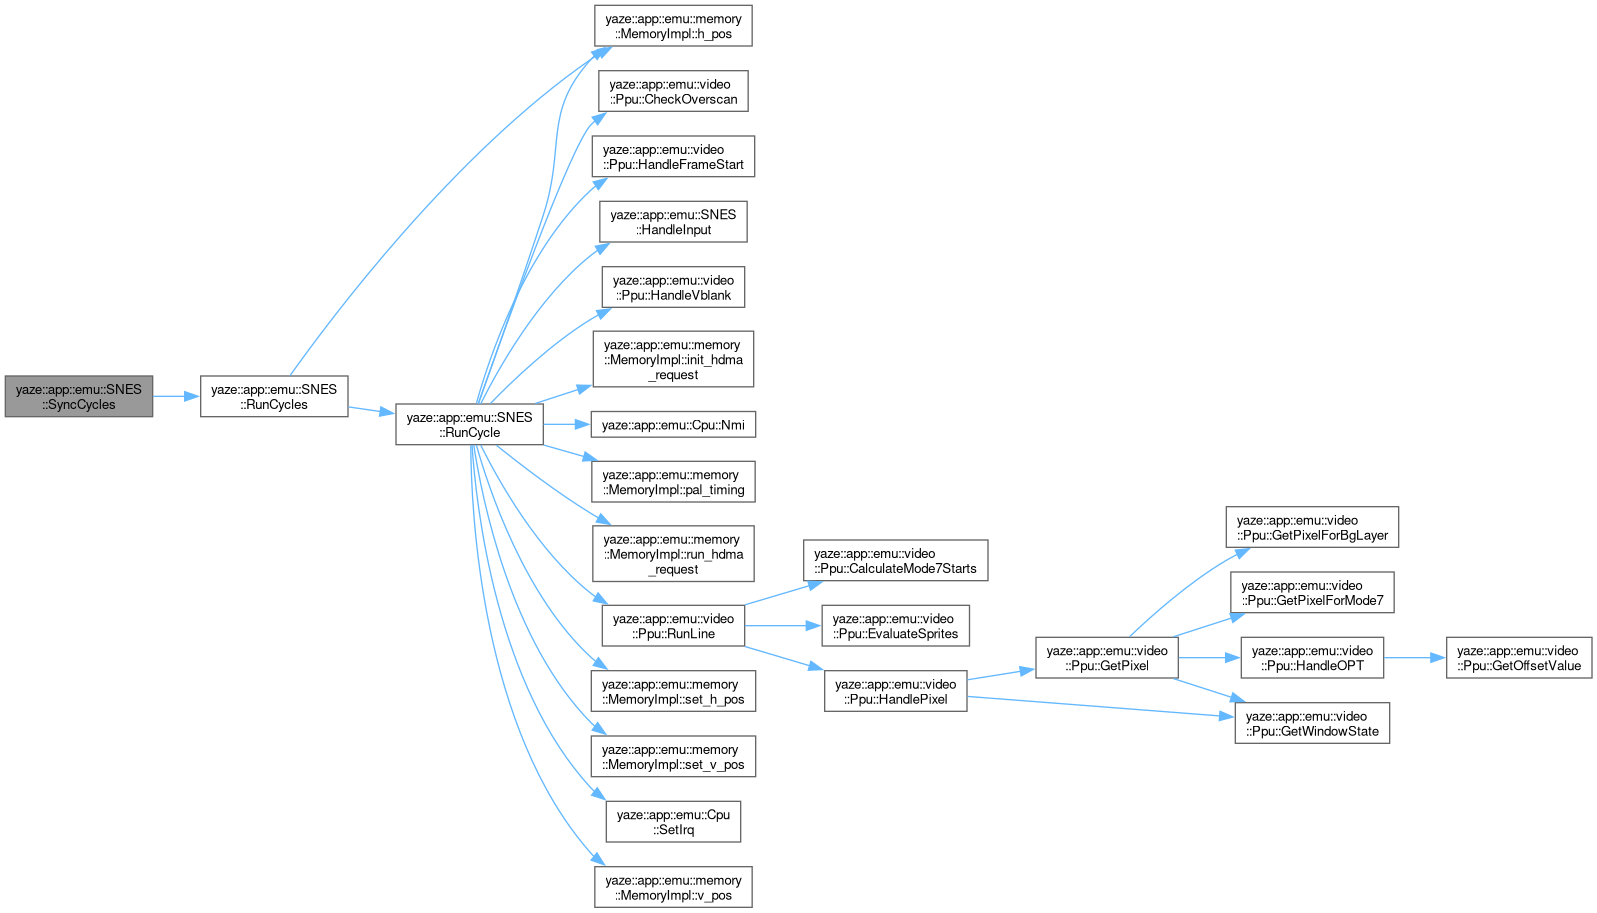 yaze::app::emu::SNES
::SyncCycles
yaze::app::emu::SNES
::RunCycles
yaze::app::emu::SNES
::RunCycle
yaze::app::emu::memory
::MemoryImpl::h_pos
yaze::app::emu::video
::Ppu::CheckOverscan
yaze::app::emu::video
::Ppu::HandleFrameStart
yaze::app::emu::SNES
::HandleInput
yaze::app::emu::video
::Ppu::HandleVblank
yaze::app::emu::memory
::MemoryImpl::init_hdma
_request
yaze::app::emu::Cpu::Nmi
yaze::app::emu::memory
::MemoryImpl::pal_timing
yaze::app::emu::memory
::MemoryImpl::run_hdma
_request
yaze::app::emu::video
::Ppu::RunLine
yaze::app::emu::memory
::MemoryImpl::set_h_pos
yaze::app::emu::memory
::MemoryImpl::set_v_pos
yaze::app::emu::Cpu
::SetIrq
yaze::app::emu::memory
::MemoryImpl::v_pos
yaze::app::emu::video
::Ppu::CalculateMode7Starts
yaze::app::emu::video
::Ppu::EvaluateSprites
yaze::app::emu::video
::Ppu::HandlePixel
yaze::app::emu::video
::Ppu::GetPixel
yaze::app::emu::video
::Ppu::GetPixelForBgLayer
yaze::app::emu::video
::Ppu::GetPixelForMode7
yaze::app::emu::video
::Ppu::HandleOPT
yaze::app::emu::video
::Ppu::GetWindowState
yaze::app::emu::video
::Ppu::GetOffsetValue